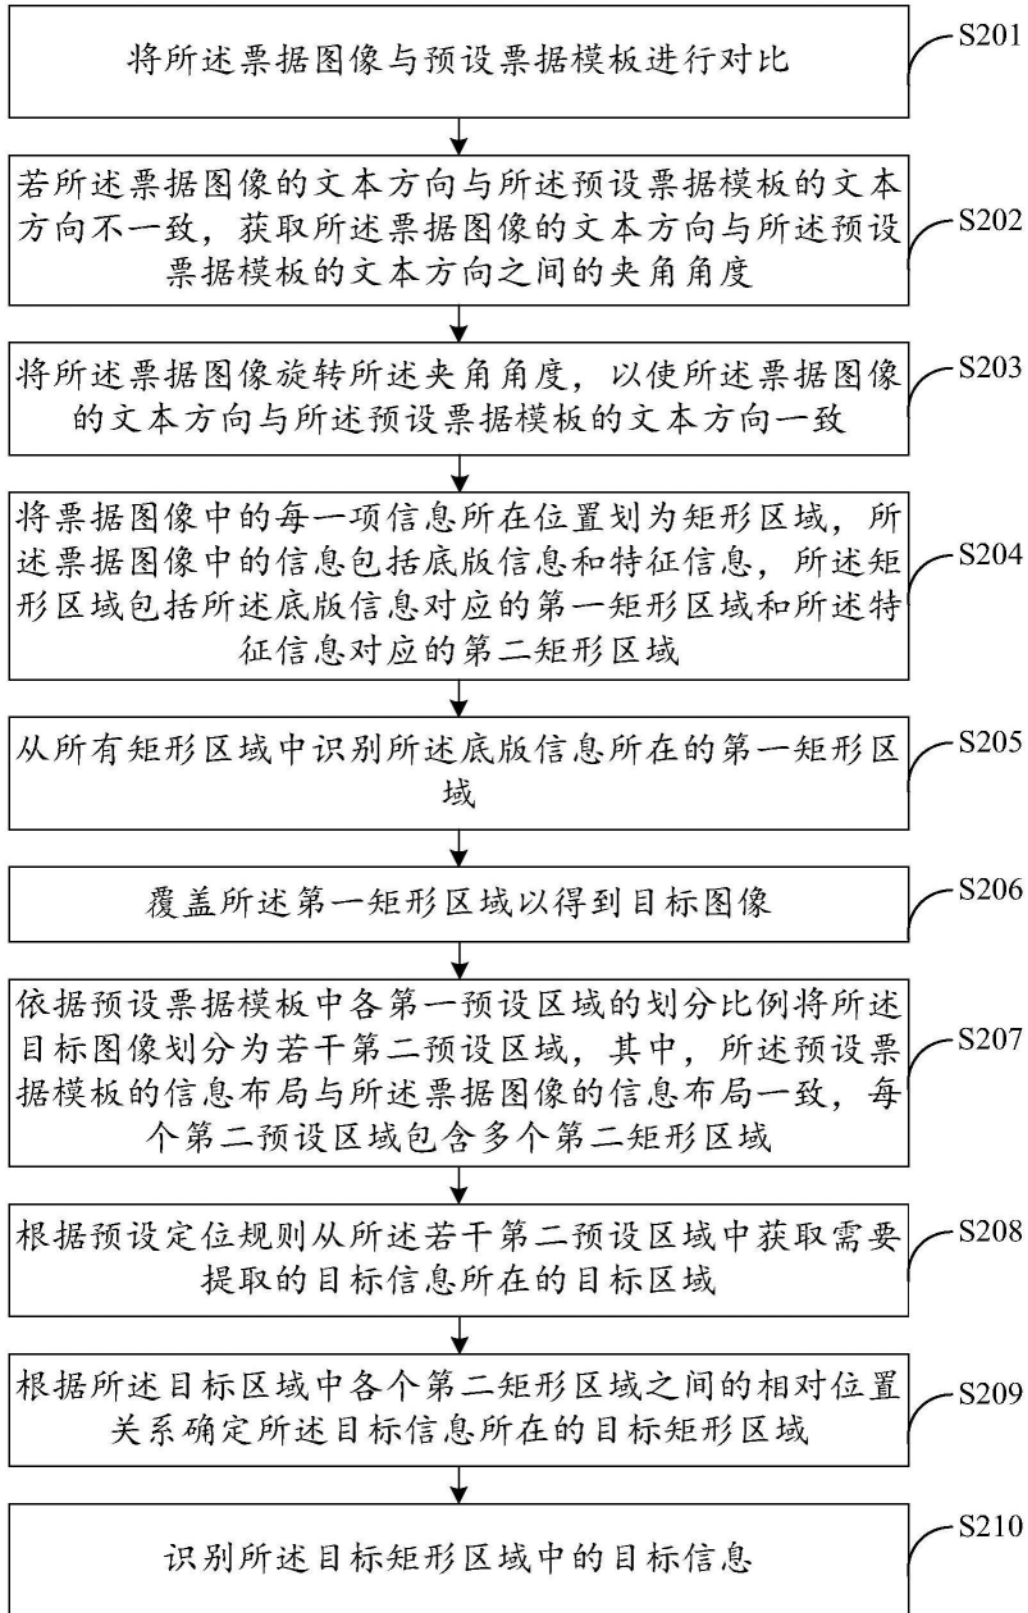 将所述票据图像与预设票据模板进行对比
S201
若所述票据图像的文本方向与所述预设票据模板的文本
方向不一致，获取所述票据图像的文本方向与所述预设
票据模板的文本方向之间的夹角角度
S202
将所述票据图像旋转所述夹角角度，以使所述票据图像
的文本方向与所述预设票据模板的文本方向一致
S203
将票据图像中的每一项信息所在位置划为矩形区域，所
述票据图像中的信息包括底版信息和特征信息，所述矩
形区域包括所述底版信息对应的第一矩形区域和所述特
征信息对应的第二矩形区域
S204
从所有矩形区域中识别所述底版信息所在的第一矩形区
域
S205
覆盖所述第一矩形区域以得到目标图像
S206
依据预设票据模板中各第一预设区域的划分比例将所述
目标图像划分为若干第二预设区域，其中，所述预设票
据模板的信息布局与所述票据图像的信息布局一致，每
个第二预设区域包含多个第二矩形区域
S207
根据预设定位规则从所述若干第二预设区域中获取需要
提取的目标信息所在的目标区域
S208
根据所述目标区域中各个第二矩形区域之间的相对位置
关系确定所述目标信息所在的目标矩形区域
S209
识别所述目标矩形区域中的目标信息
S210